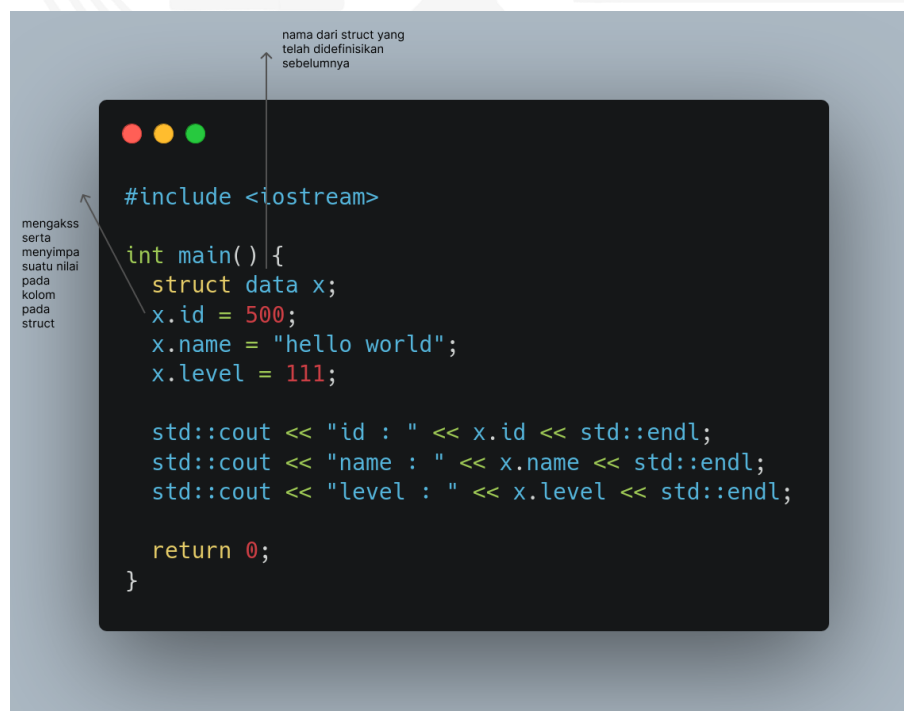 nama dari struct yang
telah didefinisikan
sebelumnya
mengakss
serta
menyimpa
suatu nilai
pada
kolom
pada
struct
#include <iostream>
int main() {
struct data x;
x.id = 500;
x.name = "hello world";
x.level = 111;
std::cout << "id : " << x.id << std::endl;
std::cout << "name : " << x.name << std::endl;
std::cout << "level : " << x.level << std::endl;
return 0;
}